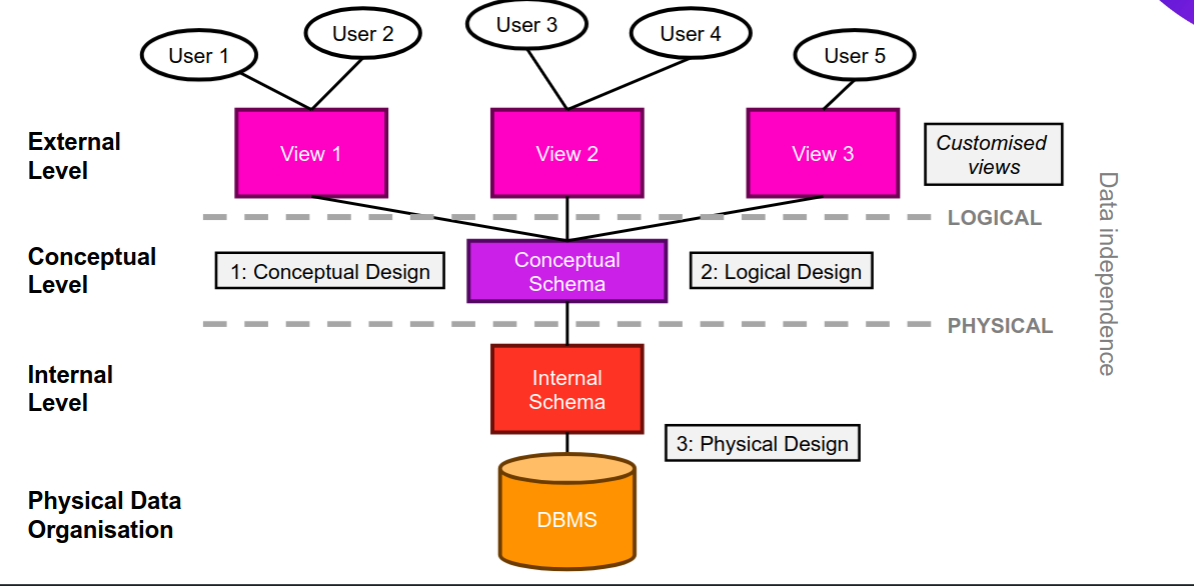 User 1
User 2
User 3
User 4
User 5
External
Level
View 1
View 2
View 3
Customised
views
LOGICAL
Data independence
Conceptual
Level
1: Conceptual Design
Conceptual
Schema
2: Logical Design
PHYSICAL
Internal
Level
Internal
Schema
3: Physical Design
Physical Data
Organisation
DBMS